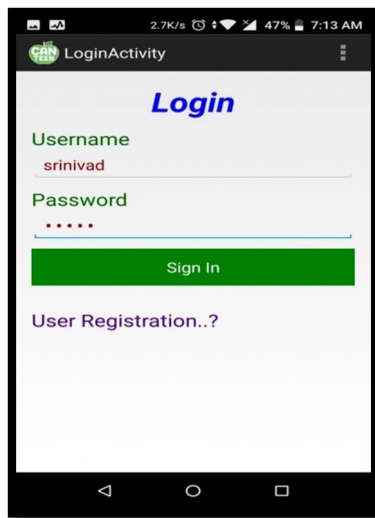 2.7K/s 47% 7:13 AM
CAN TEEN LoginActivity
Login
Username
srinivad
Password
•••••
Sign In
User Registration..?